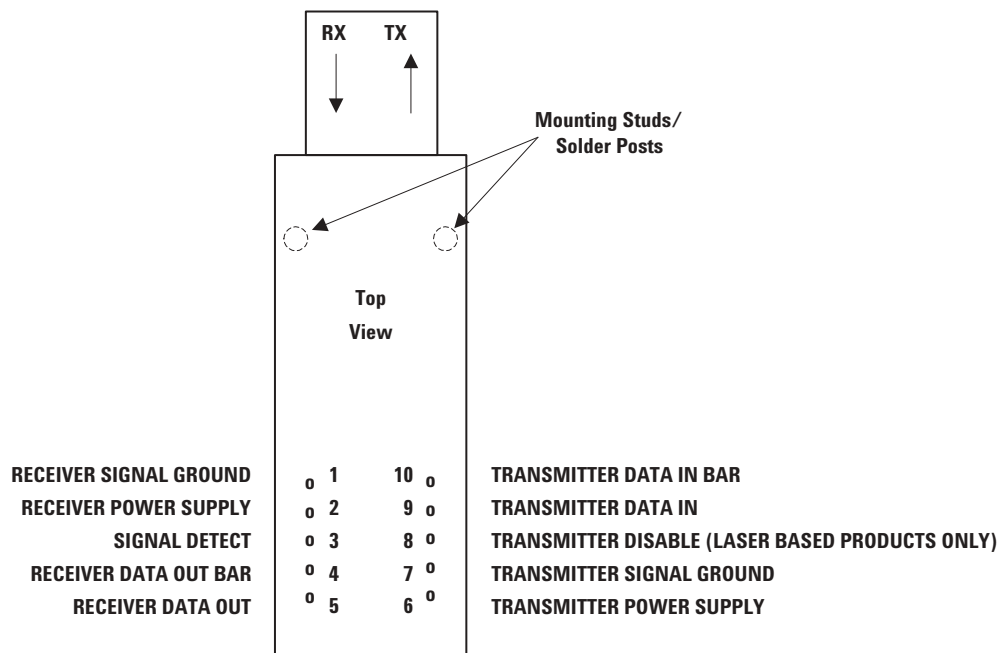 RX TX
Mounting Studs/
Solder Posts
Top
View
RECEIVER SIGNAL GROUND o 1 10 o TRANSMITTER DATA IN BAR
RECEIVER POWER SUPPLY o 2 9 o TRANSMITTER DATA IN
SIGNAL DETECT o 3 8 o TRANSMITTER DISABLE (LASER BASED PRODUCTS ONLY)
RECEIVER DATA OUT BAR o 4 7 o TRANSMITTER SIGNAL GROUND
RECEIVER DATA OUT o 5 6 o TRANSMITTER POWER SUPPLY